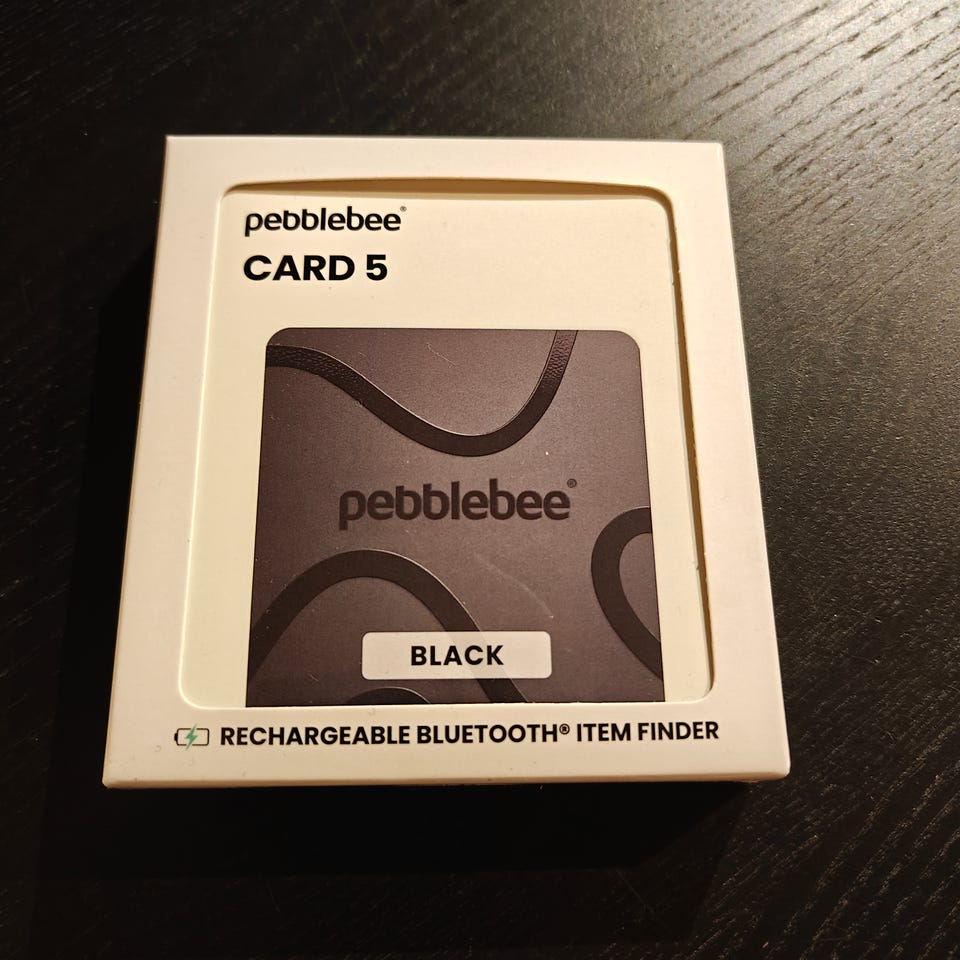 pebblebee®
CARD 5
pebblebee®
BLACK
RECHARGEABLE BLUETOOTH® ITEM FINDER